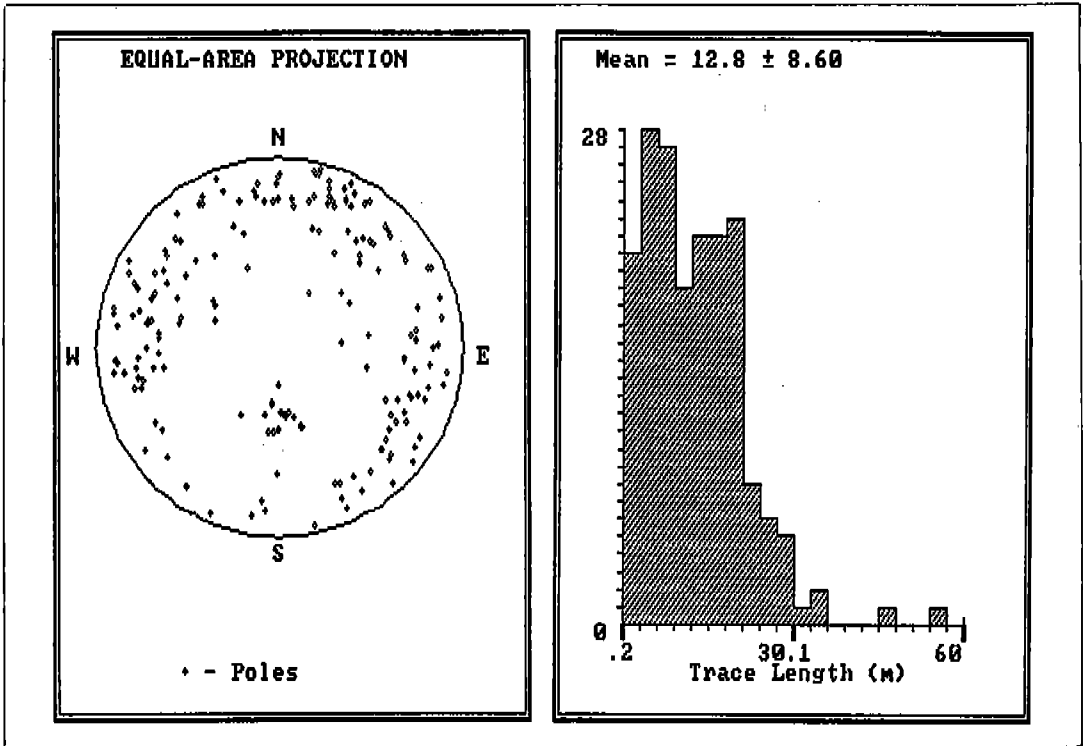 EQUAL-AREA PROJECTION
N
W
E
S
♦ - Poles
Mean = 12.8 ± 8.60
28
0
.2
30.1
60
Trace Length (M)